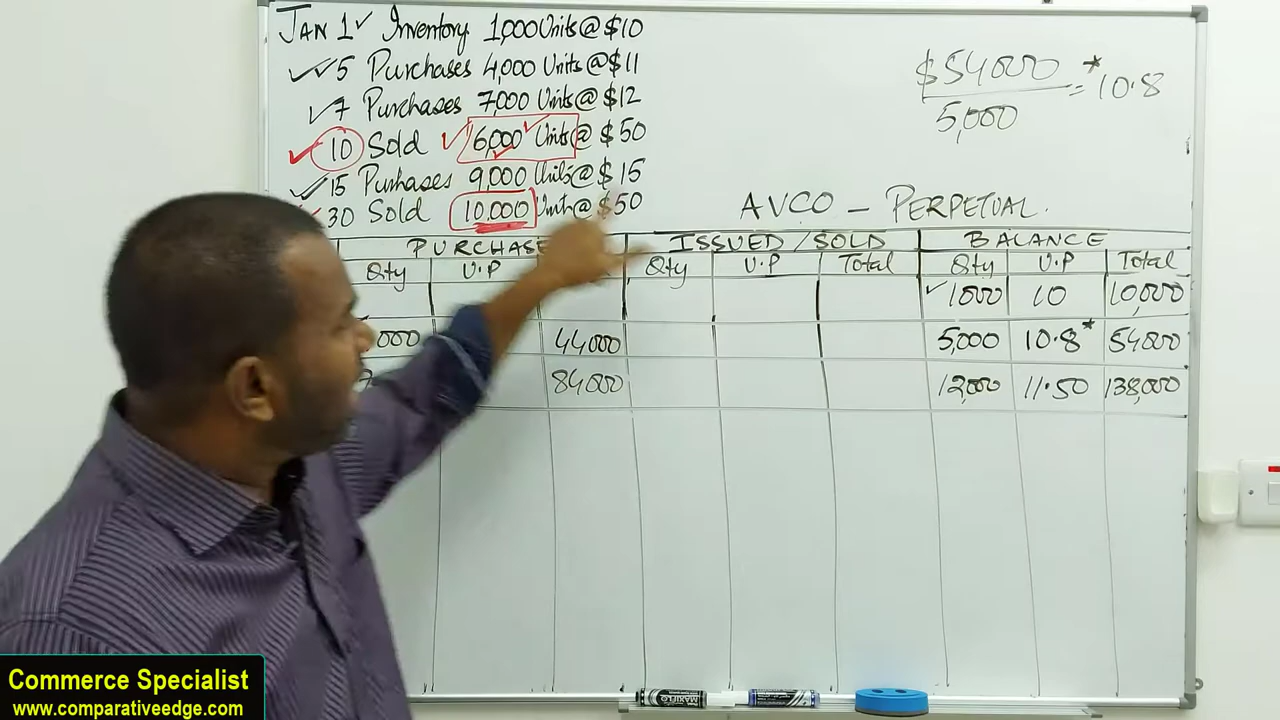 JAN 1 Inventory 1,000 Units @ $10
5 Purchases 4,000 Units @ $11
7 Purchases 7,000 Units @ $12
10 Sold 6,000 Units @ $50
15 Purhases 9,000 Units @ $15
30 Sold 10,000 Units @ $50
$54000
5,000
= 10.8 *
AVCO – PERPETUAL.
PURCHASE ISSUED / SOLD BALANCE
Qty U.P Qty U.P Total Qty U.P Total
1000 10 10,000
44000 5,000 10.8 * 54000
84000 12,000 11.50 138,000
Commerce Specialist
www.comparativeedge.com